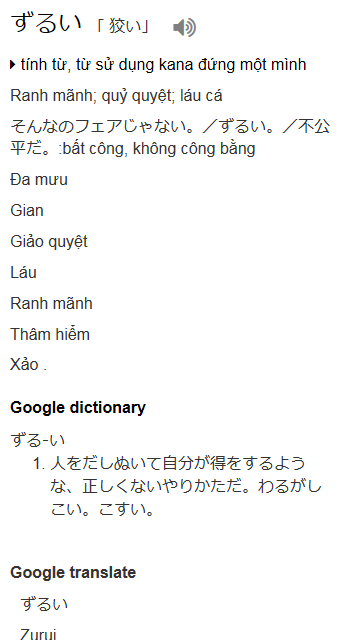 ずるい 「 狡い」
tính từ, từ sử dụng kana đứng một mình
Ranh mãnh; quỷ quyệt; láu cá
そんなのフェアじゃない。／ずるい。／不公
平だ。:bất công, không công bằng
Đa mưu
Gian
Giảo quyệt
Láu
Ranh mãnh
Thâm hiểm
Xảo .
Google dictionary
ずる-い
1. 人をだしぬいて自分が得をするよう
な、正しくないやりかただ。わるがし
こい。こすい。
Google translate
ずるい
Zurui